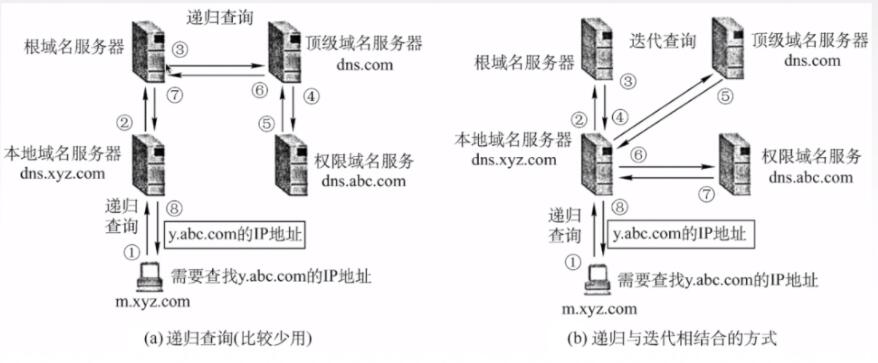 递归查询
根域名服务器
③
顶级域名服务器
dns.com
⑦
⑥
④
②
⑤
本地域名服务器
dns.xyz.com
权限域名服务
dns.abc.com
递归
查询
⑧
y.abc.com的IP地址
①
需要查找y.abc.com的IP地址
m.xyz.com
(a) 递归查询(比较少用)
迭代查询
顶级域名服务器
dns.com
根域名服务器
③
②
④
⑤
本地域名服务器
dns.xyz.com
⑥
权限域名服务
dns.abc.com
⑦
递归
查询
⑧
y.abc.com的IP地址
①
需要查找y.abc.com的IP地址
m.xyz.com
(b) 递归与迭代相结合的方式